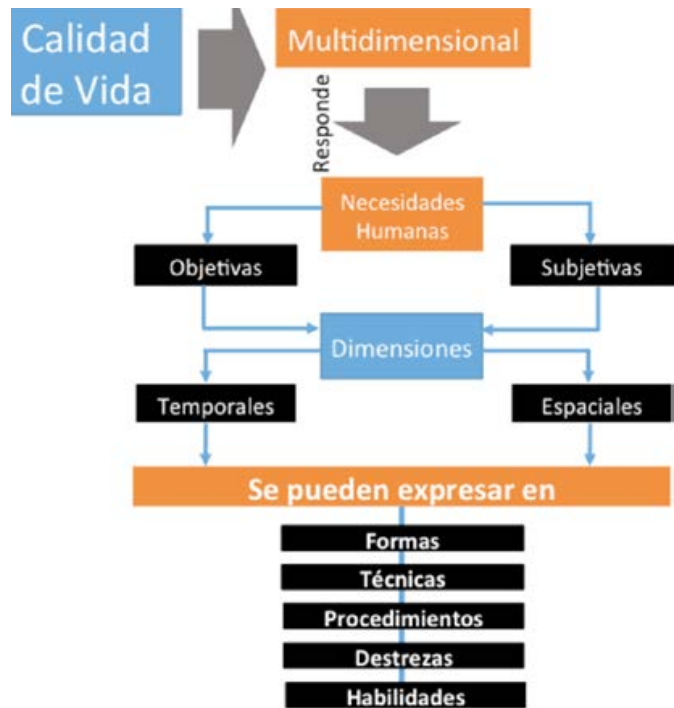 Calidad
de Vida
Multidimensional
Responde
Necesidades
Humanas
Objetivas
Subjetivas
Dimensiones
Temporales
Espaciales
Se pueden expresar en
Formas
Técnicas
Procedimientos
Destrezas
Habilidades